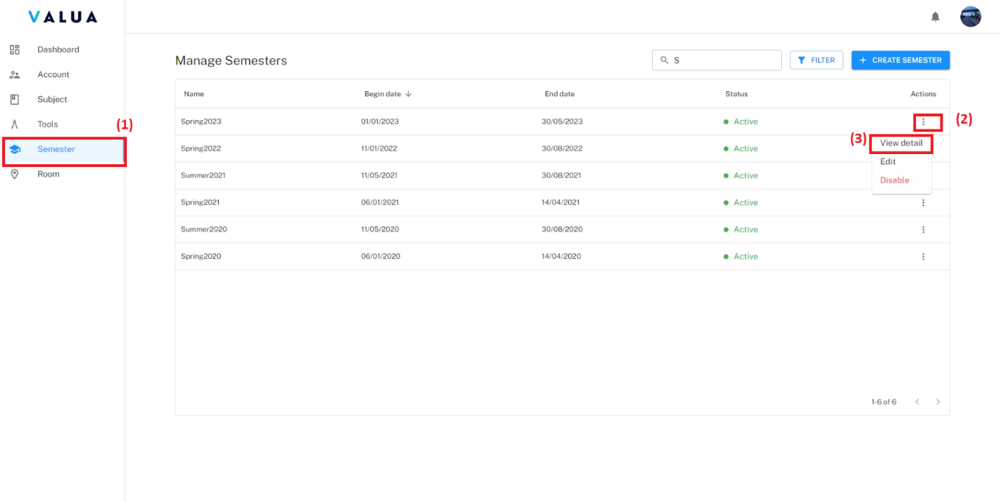 VALUA
Dashboard
Account
Subject
Tools
(1)
Semester
Room
Manage Semesters
S
FILTER
+ CREATE SEMESTER
Name Begin date ↓ End date Status Actions
Spring2023 01/01/2023 30/05/2023 Active
(2)
Spring2022 11/01/2022 30/08/2022 Active
(3)
View detail
Edit
Disable
Summer2021 11/05/2021 30/08/2021 Active
Spring2021 06/01/2021 14/04/2021 Active
Summer2020 11/05/2020 30/08/2020 Active
Spring2020 06/01/2020 14/04/2020 Active
1-6 of 6